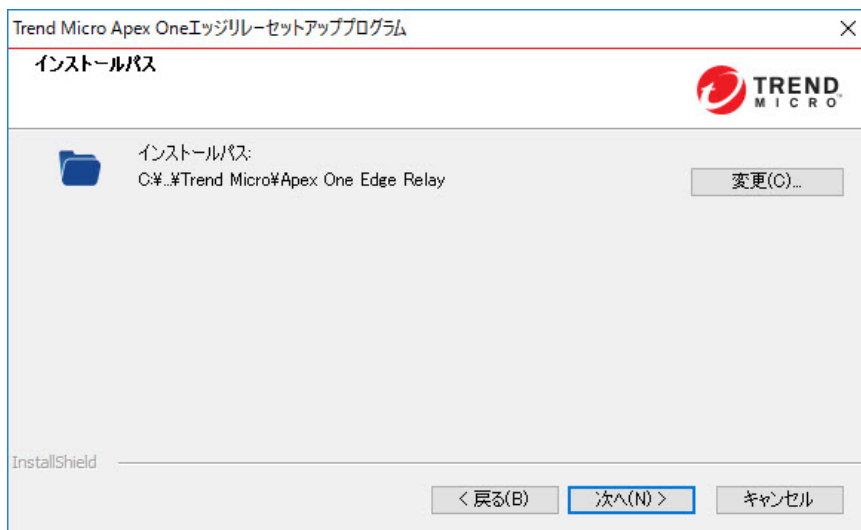 Trend Micro Apex Oneエッジリレーセットアッププログラム
インストールパス
TREND
MICRO™
インストールパス:
C:¥...¥Trend Micro¥Apex One Edge Relay
変更(C)...
InstallShield
< 戻る(B)
次へ(N) >
キャンセル